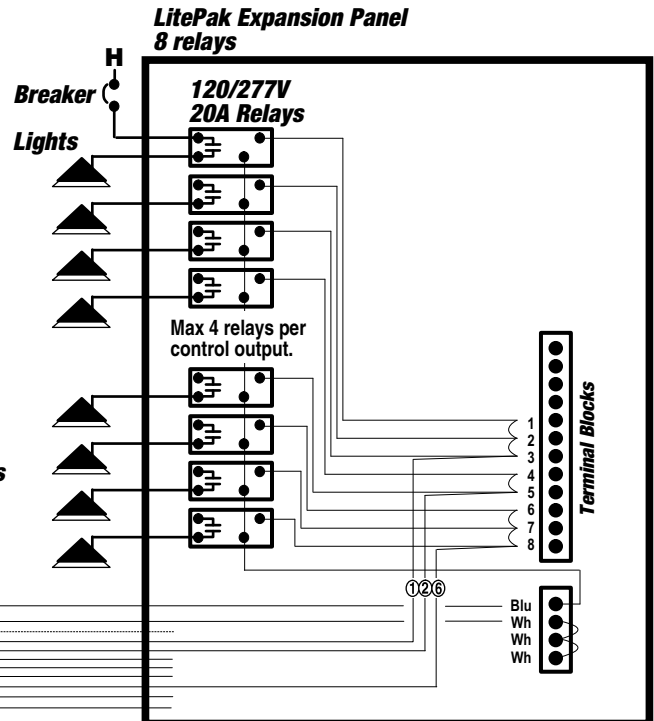 LitePak Expansion Panel
8 relays
H
Breaker
120/277V
20A Relays
Lights
Max 4 relays per
control output.
1
2
3
4
5
6
7
8
Terminal Blocks
s
①②⑥
Blu
Wh
Wh
Wh